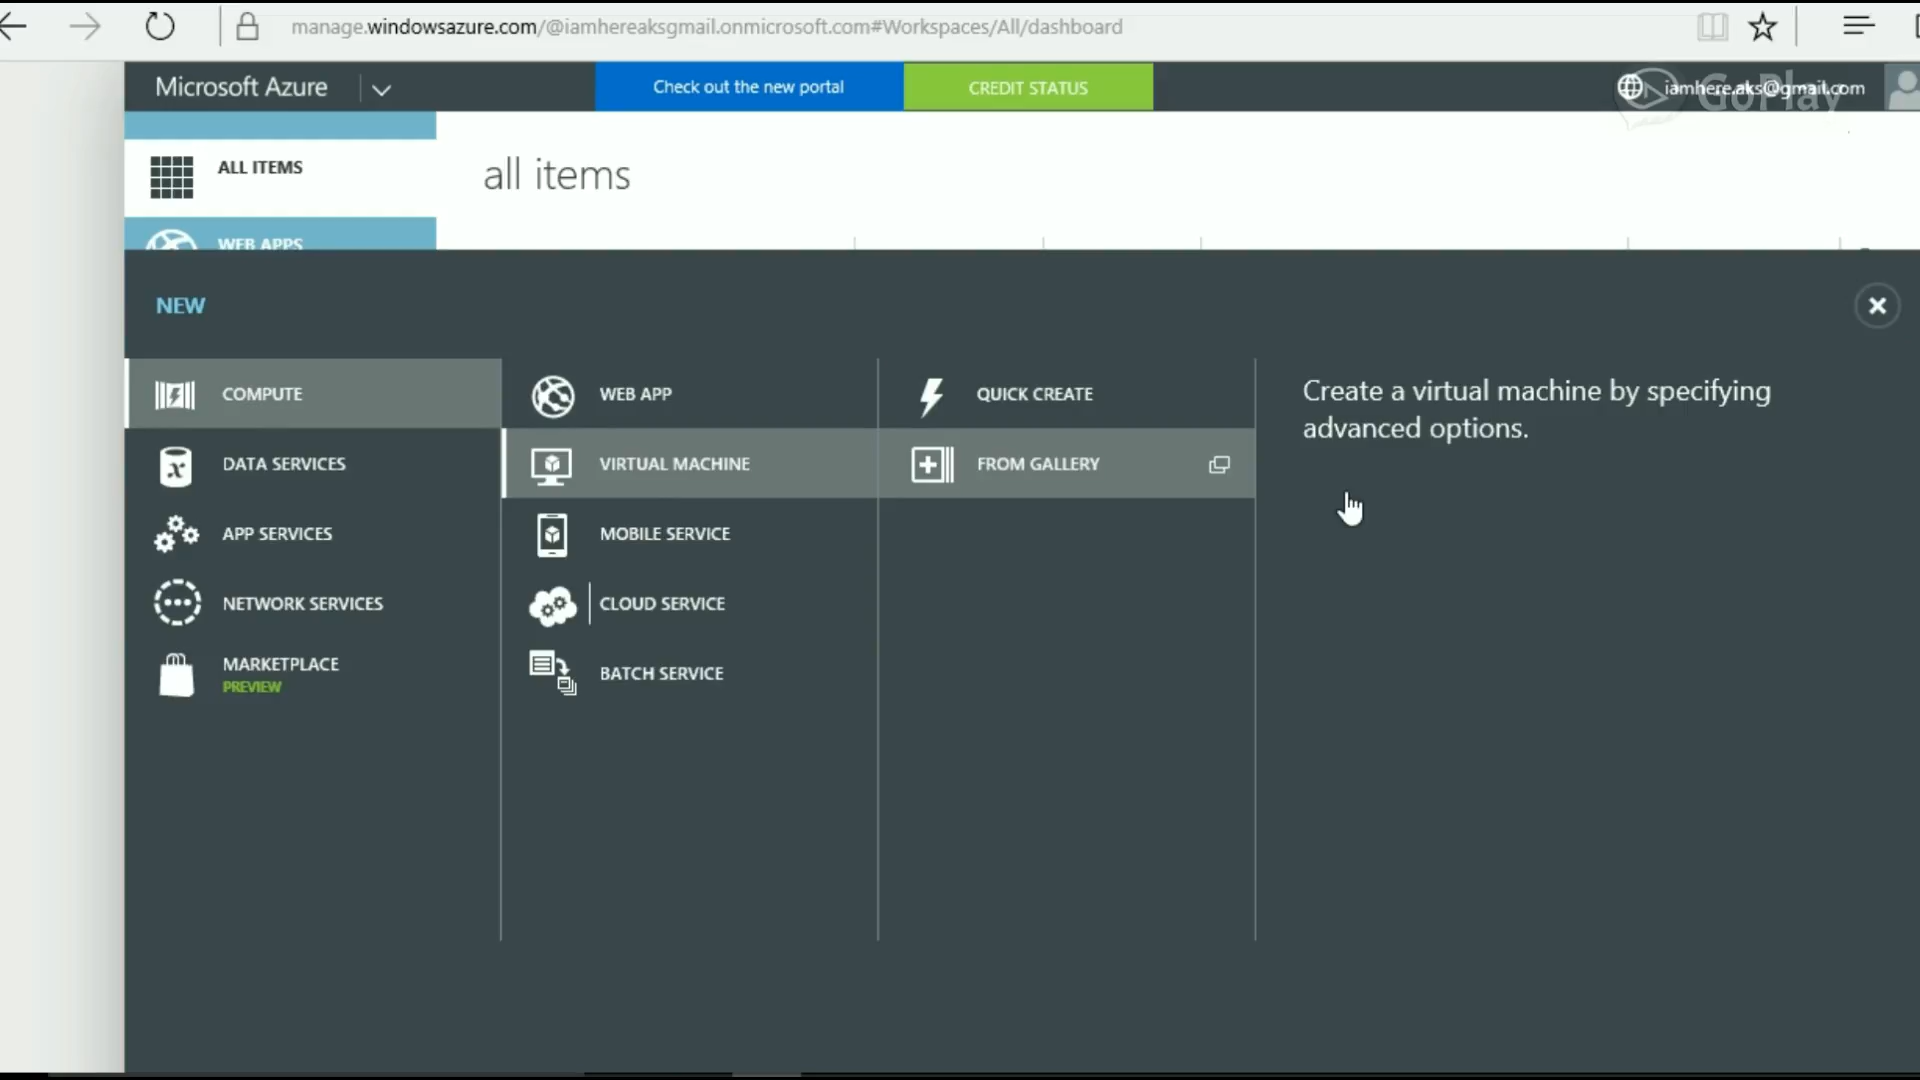 manage.windowsazure.com/@iamhereaksgmail.onmicrosoft.com#Workspaces/All/dashboard
Microsoft Azure
Check out the new portal
CREDIT STATUS
iamhere.aks@gmail.com
GoPlay
ALL ITEMS
all items
WEB APPS
NEW
COMPUTE
WEB APP
QUICK CREATE
Create a virtual machine by specifying
advanced options.
DATA SERVICES
VIRTUAL MACHINE
FROM GALLERY
APP SERVICES
MOBILE SERVICE
NETWORK SERVICES
CLOUD SERVICE
MARKETPLACE
PREVIEW
BATCH SERVICE